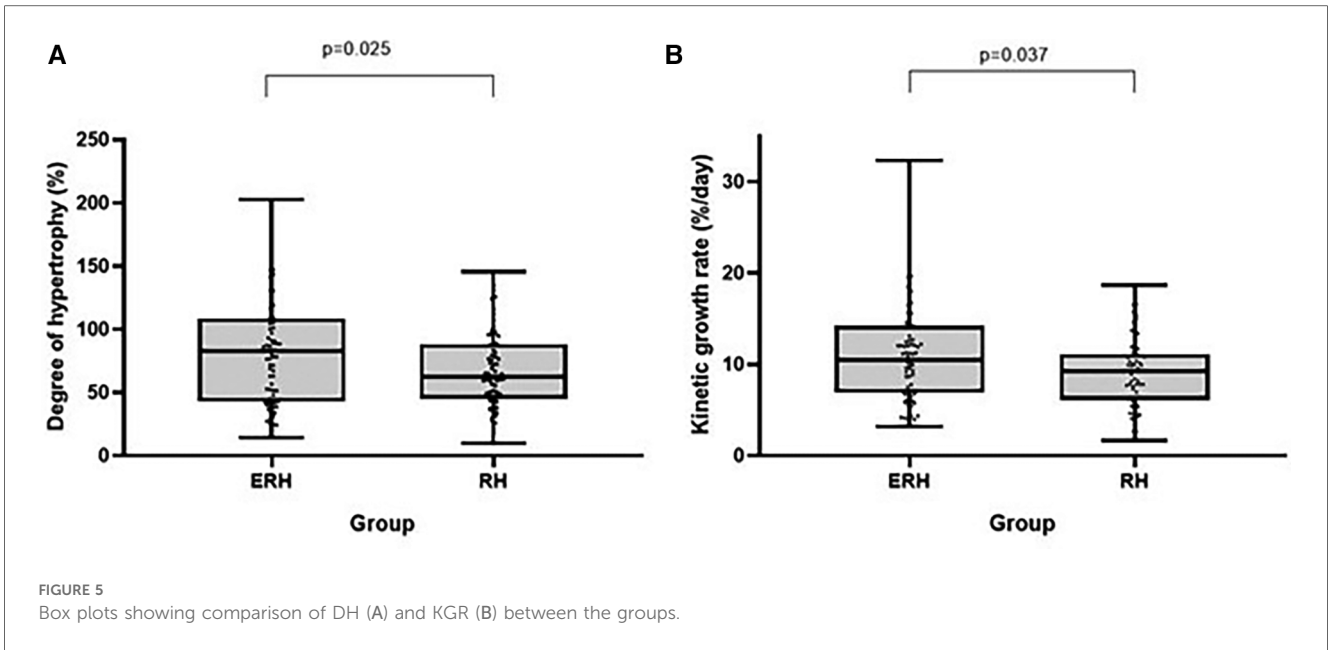 A
p=0.025
Degree of hypertrophy (%)
250
200
150
100
50
0
ERH
RH
Group
B
p=0.037
Kinetic growth rate (%/day)
30
20
10
0
ERH
RH
Group
FIGURE 5
Box plots showing comparison of DH (A) and KGR (B) between the groups.